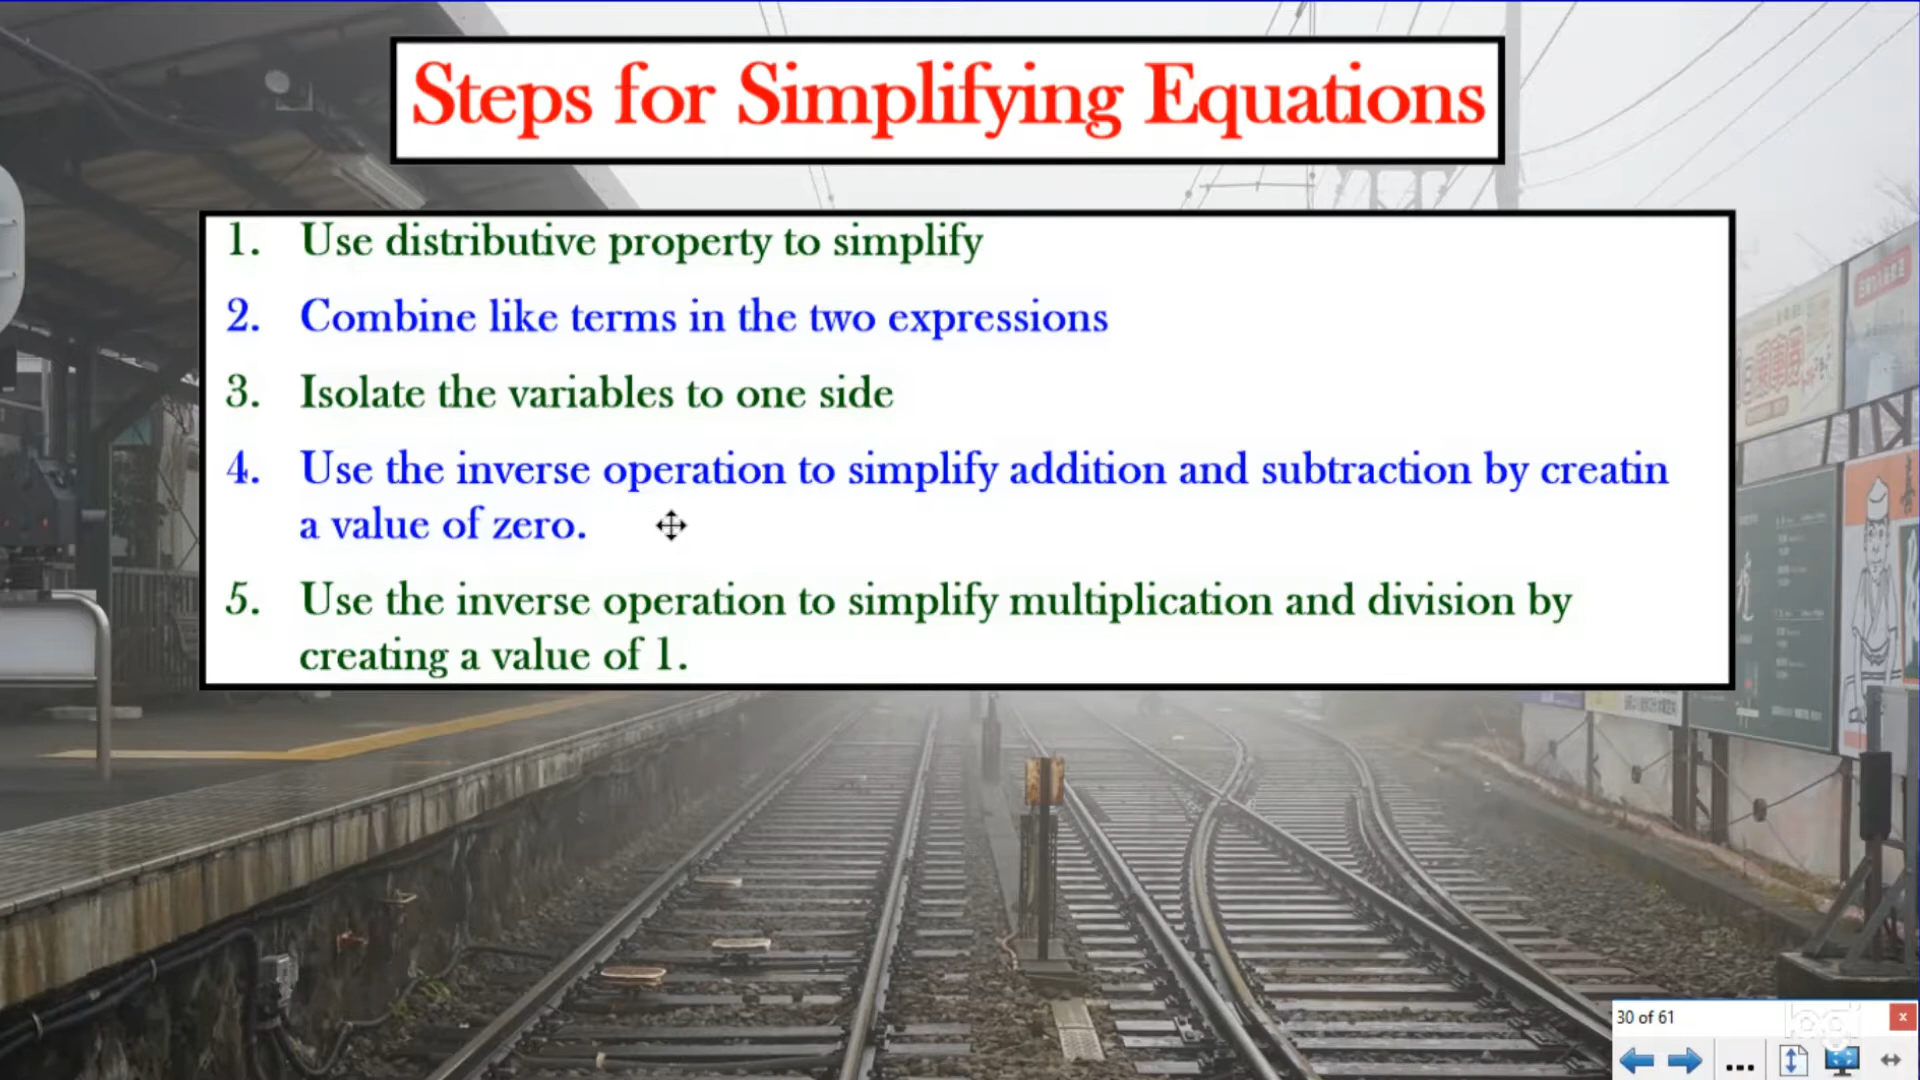 Steps for Simplifying Equations
1. Use distributive property to simplify
2. Combine like terms in the two expressions
3. Isolate the variables to one side
4. Use the inverse operation to simplify addition and subtraction by creatin
a value of zero.
5. Use the inverse operation to simplify multiplication and division by
creating a value of 1.
30 of 61
logi